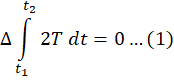 Δ ∫_{t₁}^{t₂} 2T dt = 0 … (1)